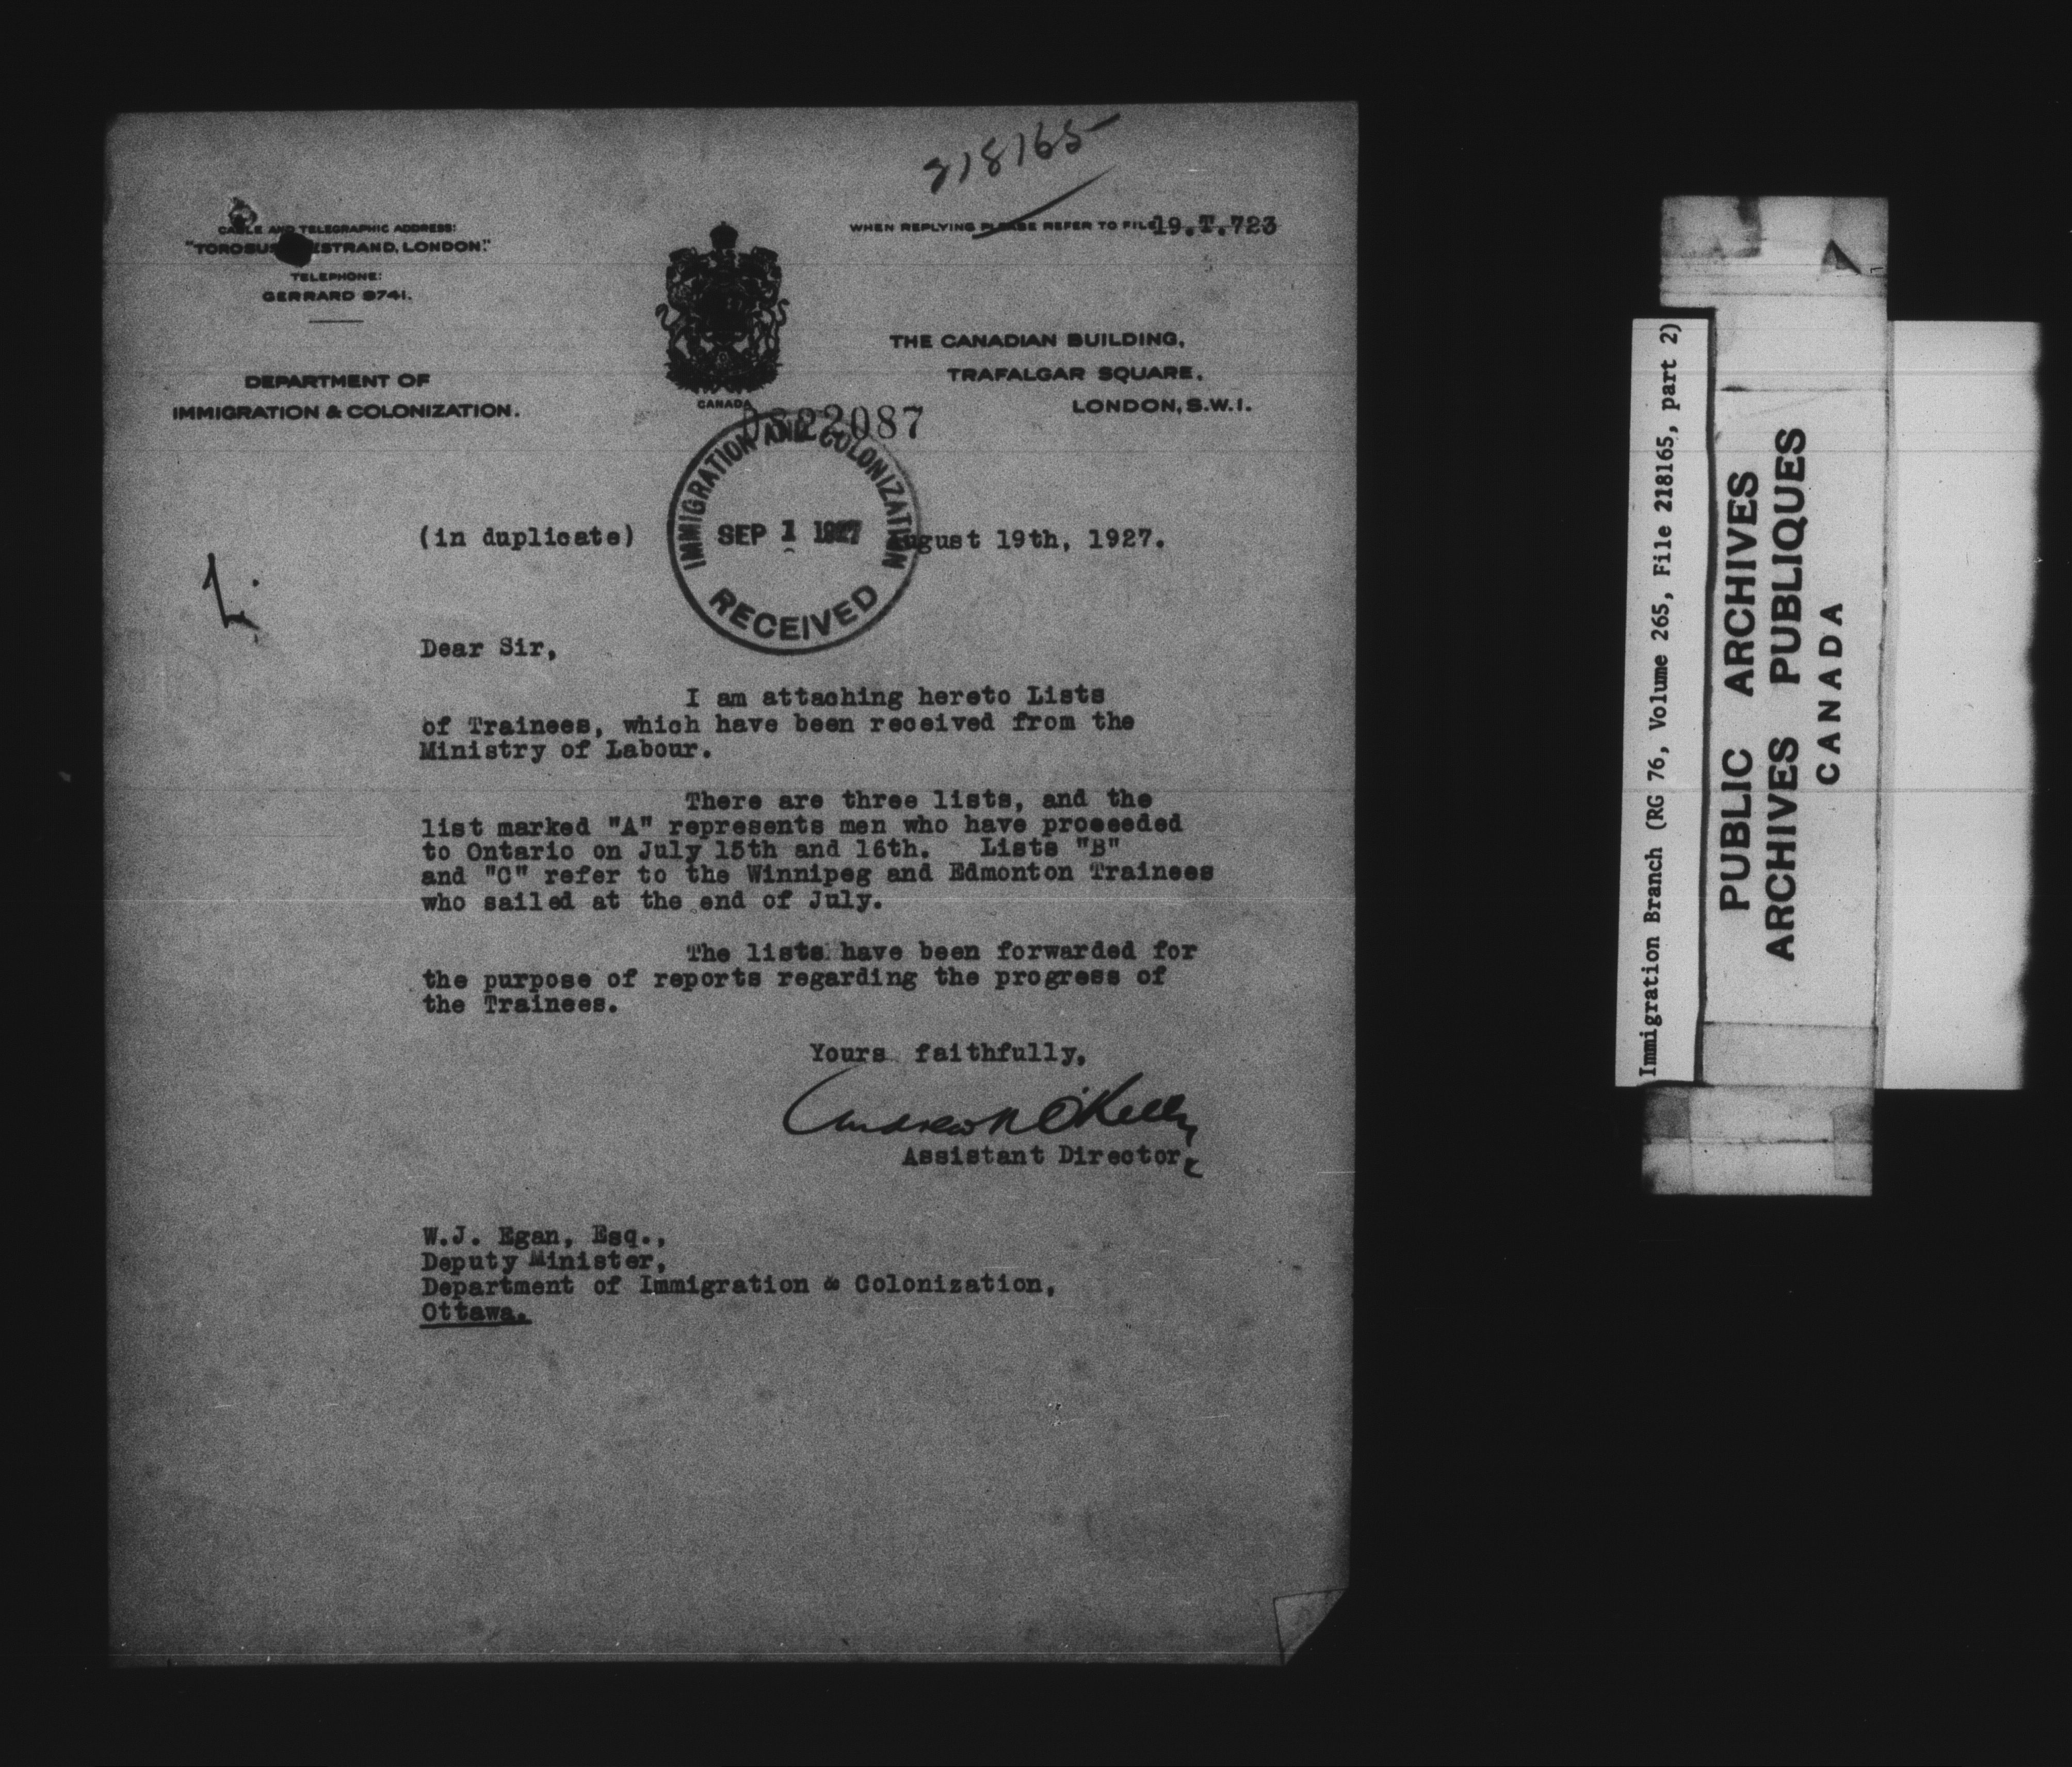 218165
CABLE AND TELEGRAPHIC ADDRESS:
"TOROBUS ESTRAND, LONDON."
TELEPHONE:
GERRARD 9741.
WHEN REPLYING PLEASE REFER TO FILE 19.T.723
DEPARTMENT OF
IMMIGRATION & COLONIZATION.
CANADA
THE CANADIAN BUILDING,
TRAFALGAR SQUARE,
LONDON, S.W.1.
2087
IMMIGRATION AND COLONIZATION
SEP 1 1927
RECEIVED
(in duplicate) August 19th, 1927.
Dear Sir,
I am attaching hereto Lists
of Trainees, which have been received from the
Ministry of Labour.
There are three lists, and the
list marked "A" represents men who have proceeded
to Ontario on July 15th and 16th. Lists "B"
and "C" refer to the Winnipeg and Edmonton Trainees
who sailed at the end of July.
The lists have been forwarded for
the purpose of reports regarding the progress of
the Trainees.
Yours faithfully,
Andrew O'Kelly
Assistant Director.
W.J. Egan, Esq.,
Deputy Minister,
Department of Immigration & Colonization,
Ottawa.
Immigration Branch (RG 76, Volume 265, File 218165, part 2)
PUBLIC ARCHIVES
ARCHIVES PUBLIQUES
CANADA